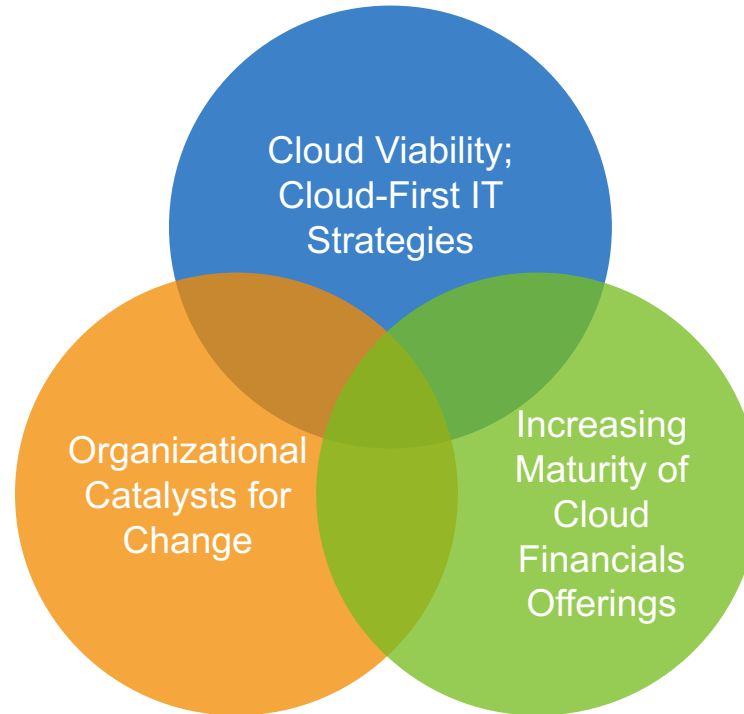 Cloud Viability;
Cloud-First IT
Strategies
Organizational
Catalysts for
Change
Increasing
Maturity of
Cloud
Financials
Offerings